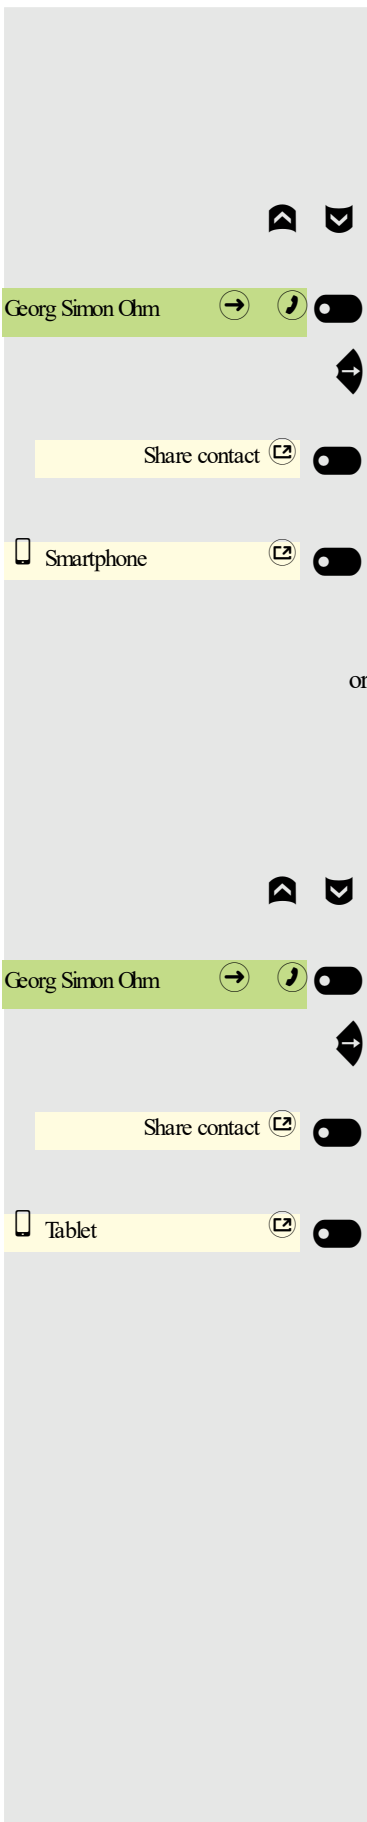 Georg Simon Ohm
Share contact
Smartphone
or
Georg Simon Ohm
Share contact
Tablet